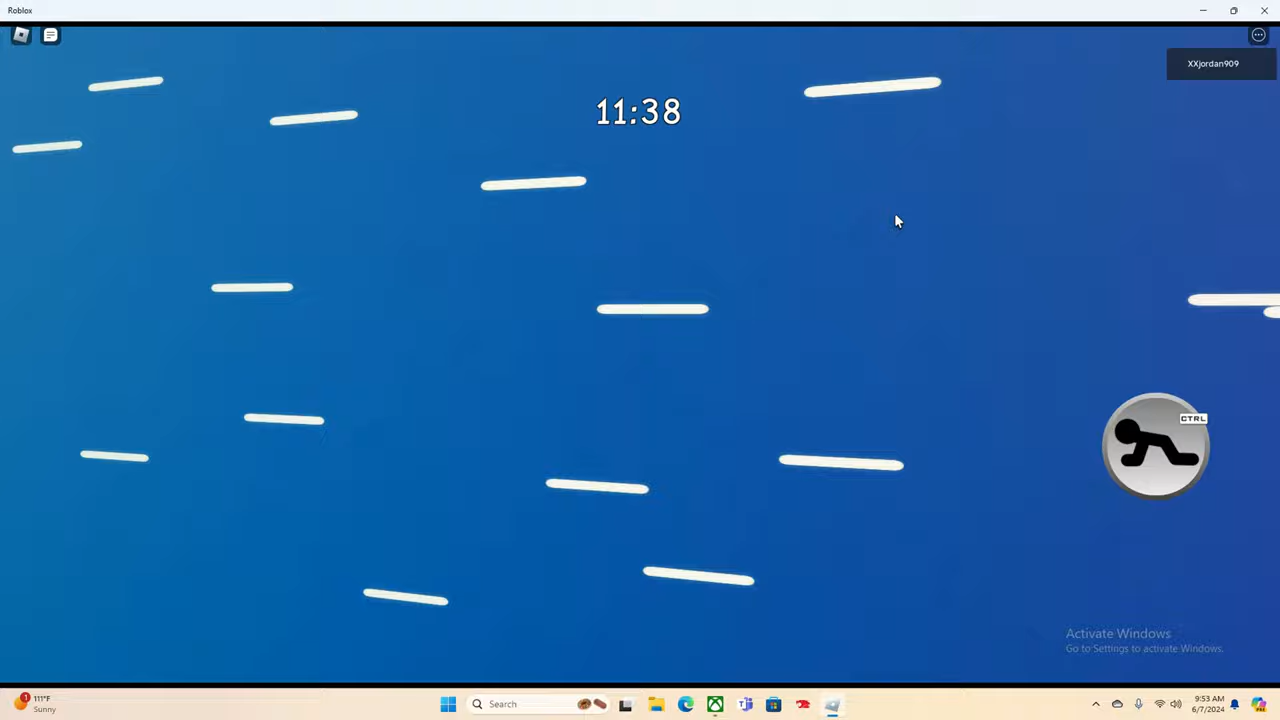 Roblox
XXjordan909
11:38
CTRL
Activate Windows
Go to Settings to activate Windows.
1
111°F
Sunny
Search
9:53 AM
6/7/2024